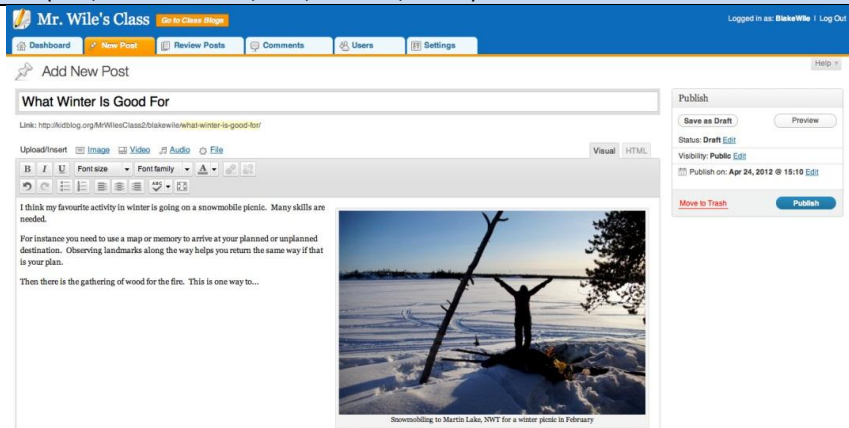 Mr. Wile's Class Go to Class Blogs
Logged in as: BlakeWile | Log Out
Dashboard New Post Review Posts Comments Users Settings
Help
Add New Post
What Winter Is Good For
Link: http://kidblog.org/MrWilesClass2/blakewile/what-winter-is-good-for/
Upload/Insert Image Video Audio File
Visual HTML
B I U Font size Font family A
ABC
I think my favourite activity in winter is going on a snowmobile picnic. Many skills are
needed.
For instance you need to use a map or memory to arrive at your planned or unplanned
destination. Observing landmarks along the way helps you return the same way if that
is your plan.
Then there is the gathering of wood for the fire. This is one way to...
Snowmobiling to Martin Lake, NWT for a winter picnic in February
Publish
Save as Draft Preview
Status: Draft Edit
Visibility: Public Edit
Publish on: Apr 24, 2012 @ 15:10 Edit
Move to Trash Publish